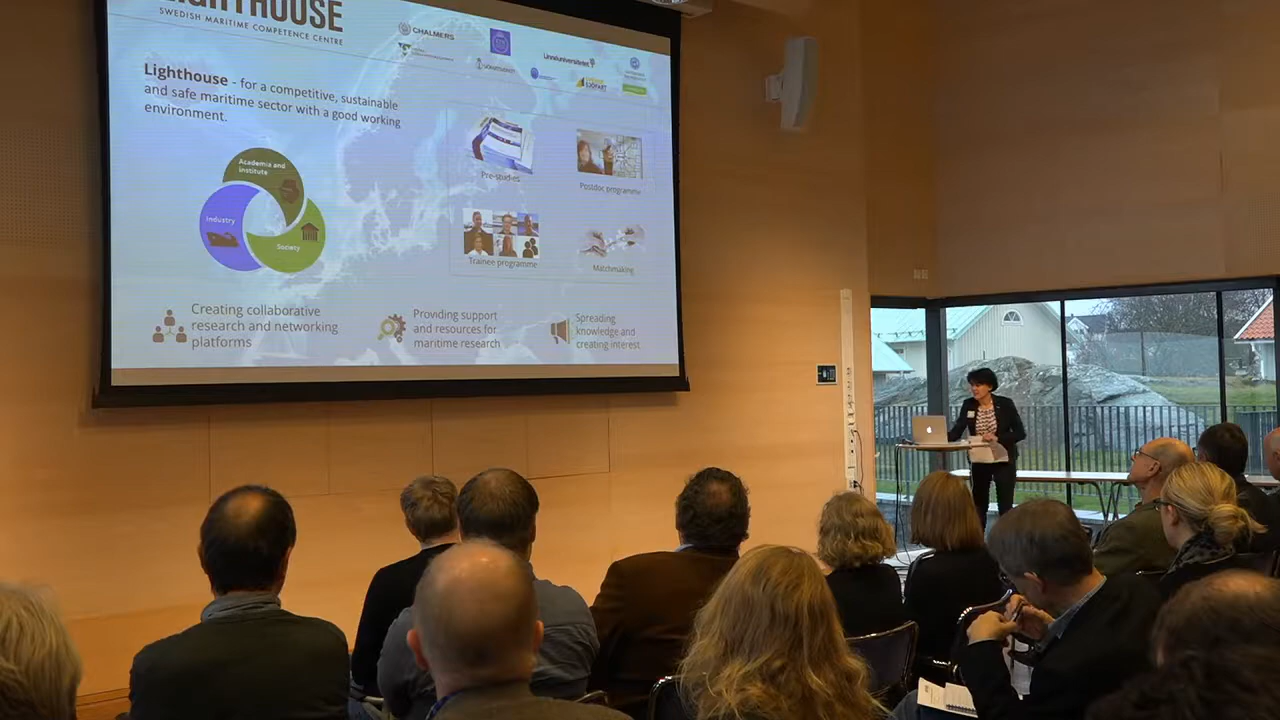 LIGHTHOUSE
SWEDISH MARITIME COMPETENCE CENTRE
CHALMERS
Linnéuniversitetet
Lighthouse - for a competitive, sustainable
and safe maritime sector with a good working
environment.
Academia and
institute
Industry
Society
Pre-studies
Postdoc programme
Trainee programme
Matchmaking
Creating collaborative
research and networking
platforms
Providing support
and resources for
maritime research
Spreading
knowledge and
creating interest